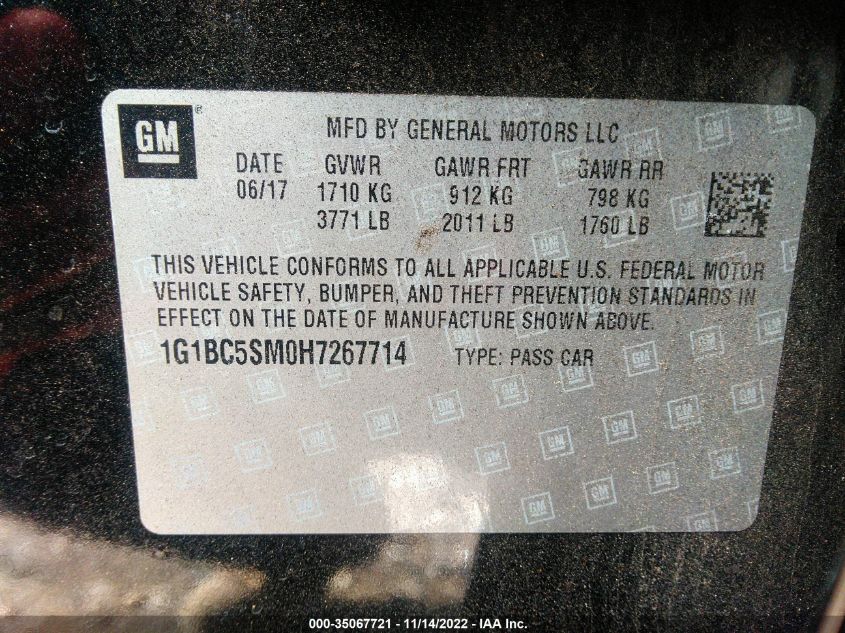 GM ®
MFD BY GENERAL MOTORS LLC
DATE GVWR GAWR FRT GAWR RR
06/17 1710 KG 912 KG 798 KG
3771 LB 2011 LB 1760 LB
THIS VEHICLE CONFORMS TO ALL APPLICABLE U.S. FEDERAL MOTOR
VEHICLE SAFETY, BUMPER, AND THEFT PREVENTION STANDARDS IN
EFFECT ON THE DATE OF MANUFACTURE SHOWN ABOVE.
1G1BC5SM0H7267714 TYPE: PASS CAR
000-35067721 - 11/14/2022 - IAA Inc.